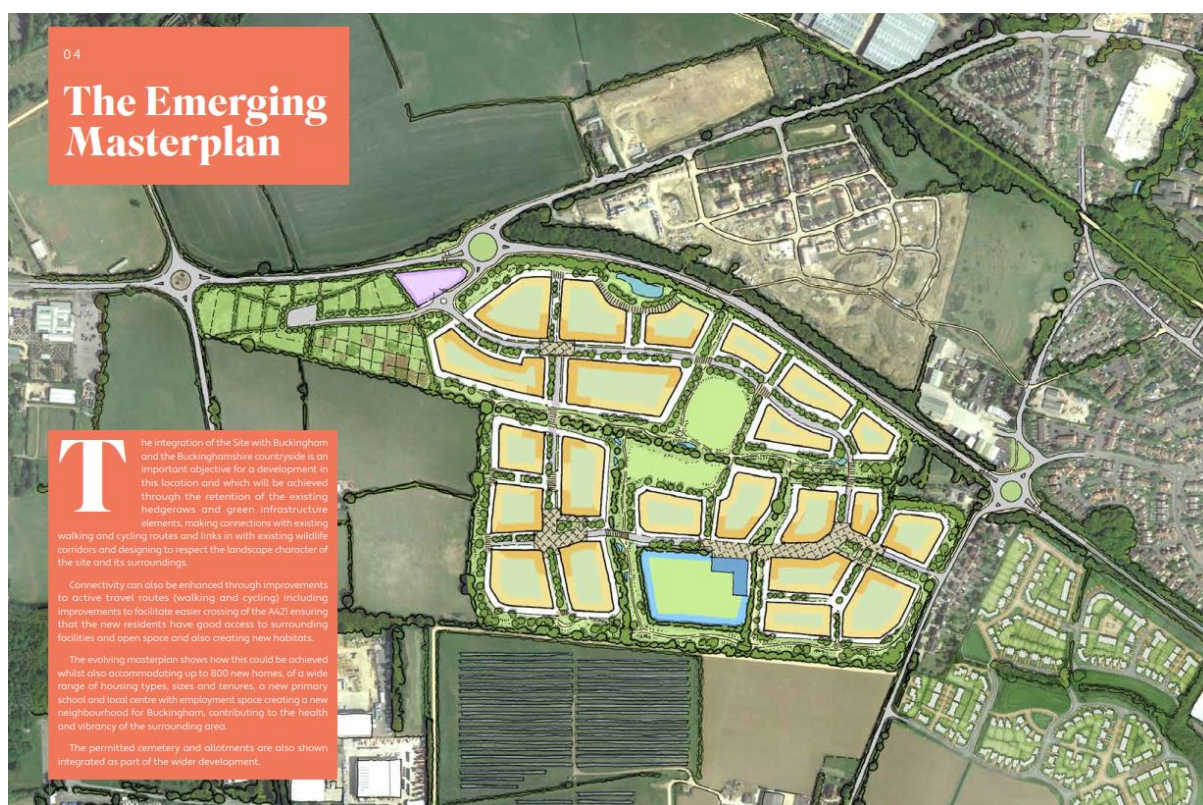 04
The Emerging
Masterplan
The integration of the Site with Buckingham
and the Buckinghamshire countryside is an
important objective for a development in
this location and which will be achieved
through the retention of the existing
hedgerows and green infrastructure
elements, making connections with existing
walking and cycling routes and links in with existing wildlife
corridors and designing to respect the landscape character of
the site and its surroundings.
Connectivity can also be enhanced through improvements
to active travel routes (walking and cycling) including
improvements to facilitate easier crossing of the A421 ensuring
that the new residents have good access to surrounding
facilities and open space and also creating new habitats.
The evolving masterplan shows how this could be achieved
whilst also accommodating up to 800 new homes, of a wide
range of housing types, sizes and tenures, a new primary
school and local centre with employment space creating a new
neighbourhood for Buckingham, contributing to the health
and vibrancy of the surrounding area.
The permitted cemetery and allotments are also shown
integrated as part of the wider development.